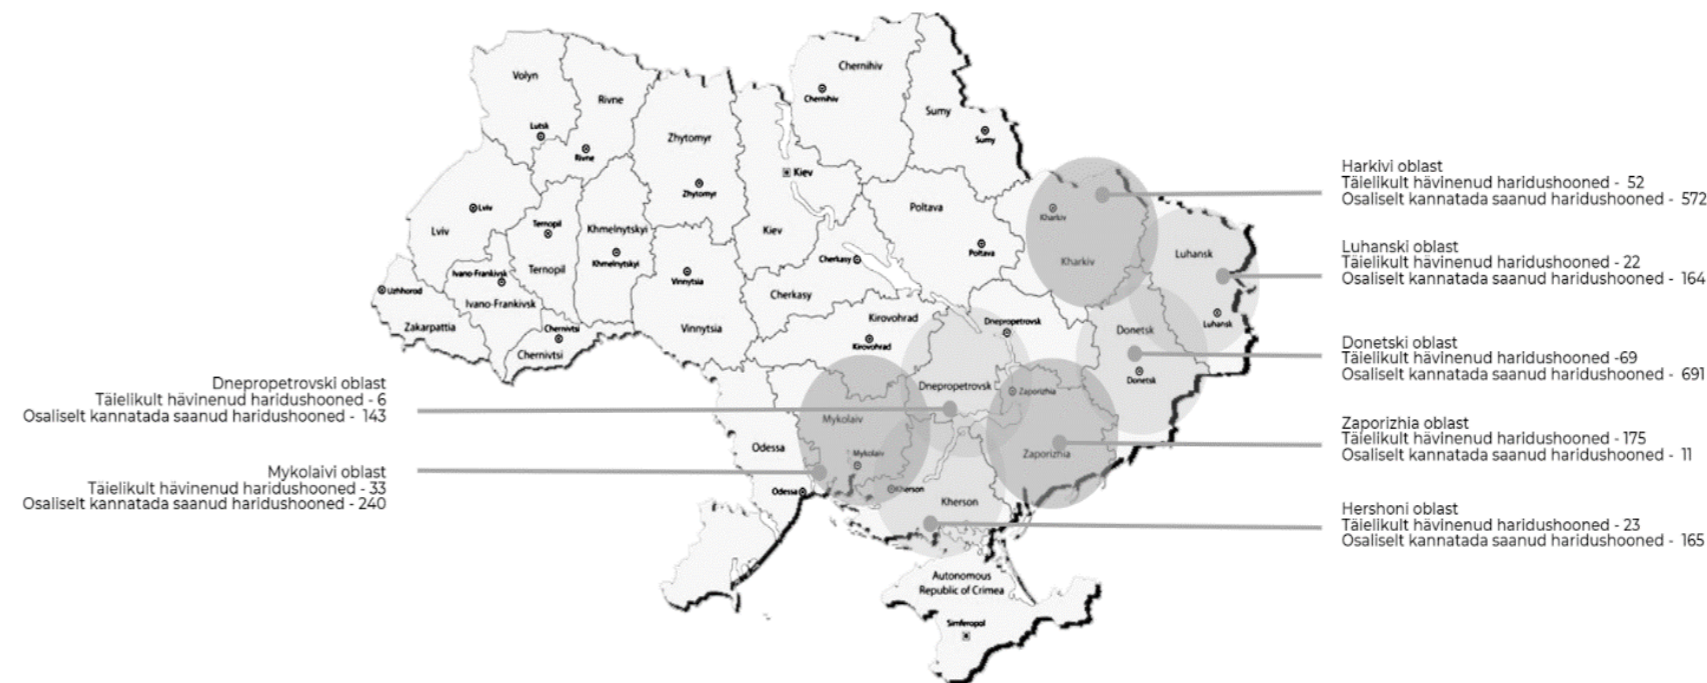 Volyn
Rivne
Lutsk
Rivne
Zhytomyr
Zhytomyr
Chernihiv
Chernihiv
Sumy
Sumy
Kiev
Kiev
Lviv
Lviv
Ternopil
Ternopil
Khmelnytskyi
Khmelnytskyi
Poltava
Poltava
Kharkiv
Kharkiv
Luhansk
Luhansk
Cherkasy
Cherkasy
Vinnytsia
Vinnytsia
Ivano-Frankivsk
Ivano-Frankivsk
Uzhhorod
Zakarpattia
Chernivtsi
Chernivtsi
Kirovohrad
Kirovohrad
Dnepropetrovsk
Dnepropetrovsk
Donetsk
Donetsk
Zaporizhia
Zaporizhia
Mykolaiv
Mykolaiv
Odessa
Odessa
Kherson
Kherson
Autonomous
Republic of Crimea
Simferopol
Dnepropetrovski oblast
Täielikult hävinenud haridushooned - 6
Osaliselt kannatada saanud haridushooned - 143
Mykolaivi oblast
Täielikult hävinenud haridushooned - 33
Osaliselt kannatada saanud haridushooned - 240
Harkivi oblast
Täielikult hävinenud haridushooned - 52
Osaliselt kannatada saanud haridushooned - 572
Luhanski oblast
Täielikult hävinenud haridushooned - 22
Osaliselt kannatada saanud haridushooned - 164
Donetski oblast
Täielikult hävinenud haridushooned -69
Osaliselt kannatada saanud haridushooned - 691
Zaporizhia oblast
Täielikult hävinenud haridushooned - 175
Osaliselt kannatada saanud haridushooned - 11
Hershoni oblast
Täielikult hävinenud haridushooned - 23
Osaliselt kannatada saanud haridushooned - 165